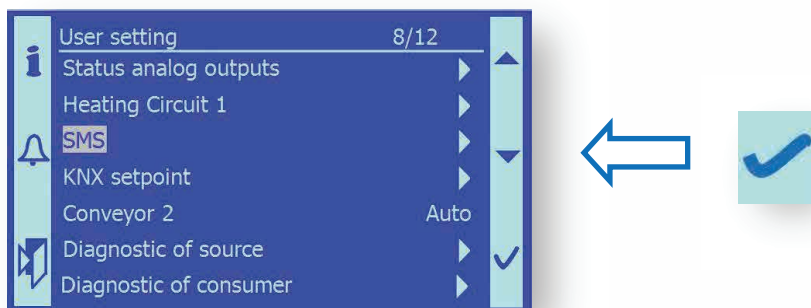 User setting 8/12
Status analog outputs
Heating Circuit 1
SMS
KNX setpoint
Conveyor 2 Auto
Diagnostic of source
Diagnostic of consumer